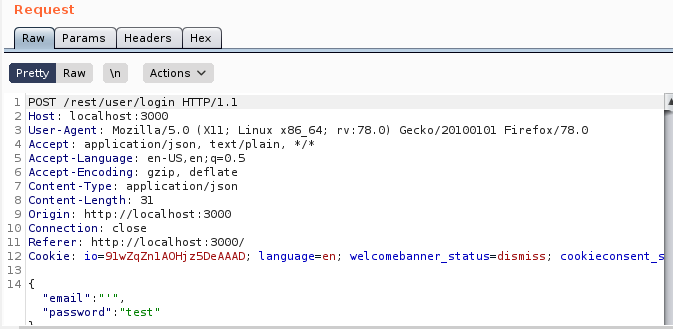 Request
Raw Params Headers Hex
Pretty Raw \n Actions
1 POST /rest/user/login HTTP/1.1
2 Host: localhost:3000
3 User-Agent: Mozilla/5.0 (X11; Linux x86_64; rv:78.0) Gecko/20100101 Firefox/78.0
4 Accept: application/json, text/plain, */*
5 Accept-Language: en-US,en;q=0.5
6 Accept-Encoding: gzip, deflate
7 Content-Type: application/json
8 Content-Length: 31
9 Origin: http://localhost:3000
10 Connection: close
11 Referer: http://localhost:3000/
12 Cookie: io=91wZqZn1AOHjz5DeAAAD; language=en; welcomebanner_status=dismiss; cookieconsent_s
13
14 {
"email":"'",
"password":"test"
}